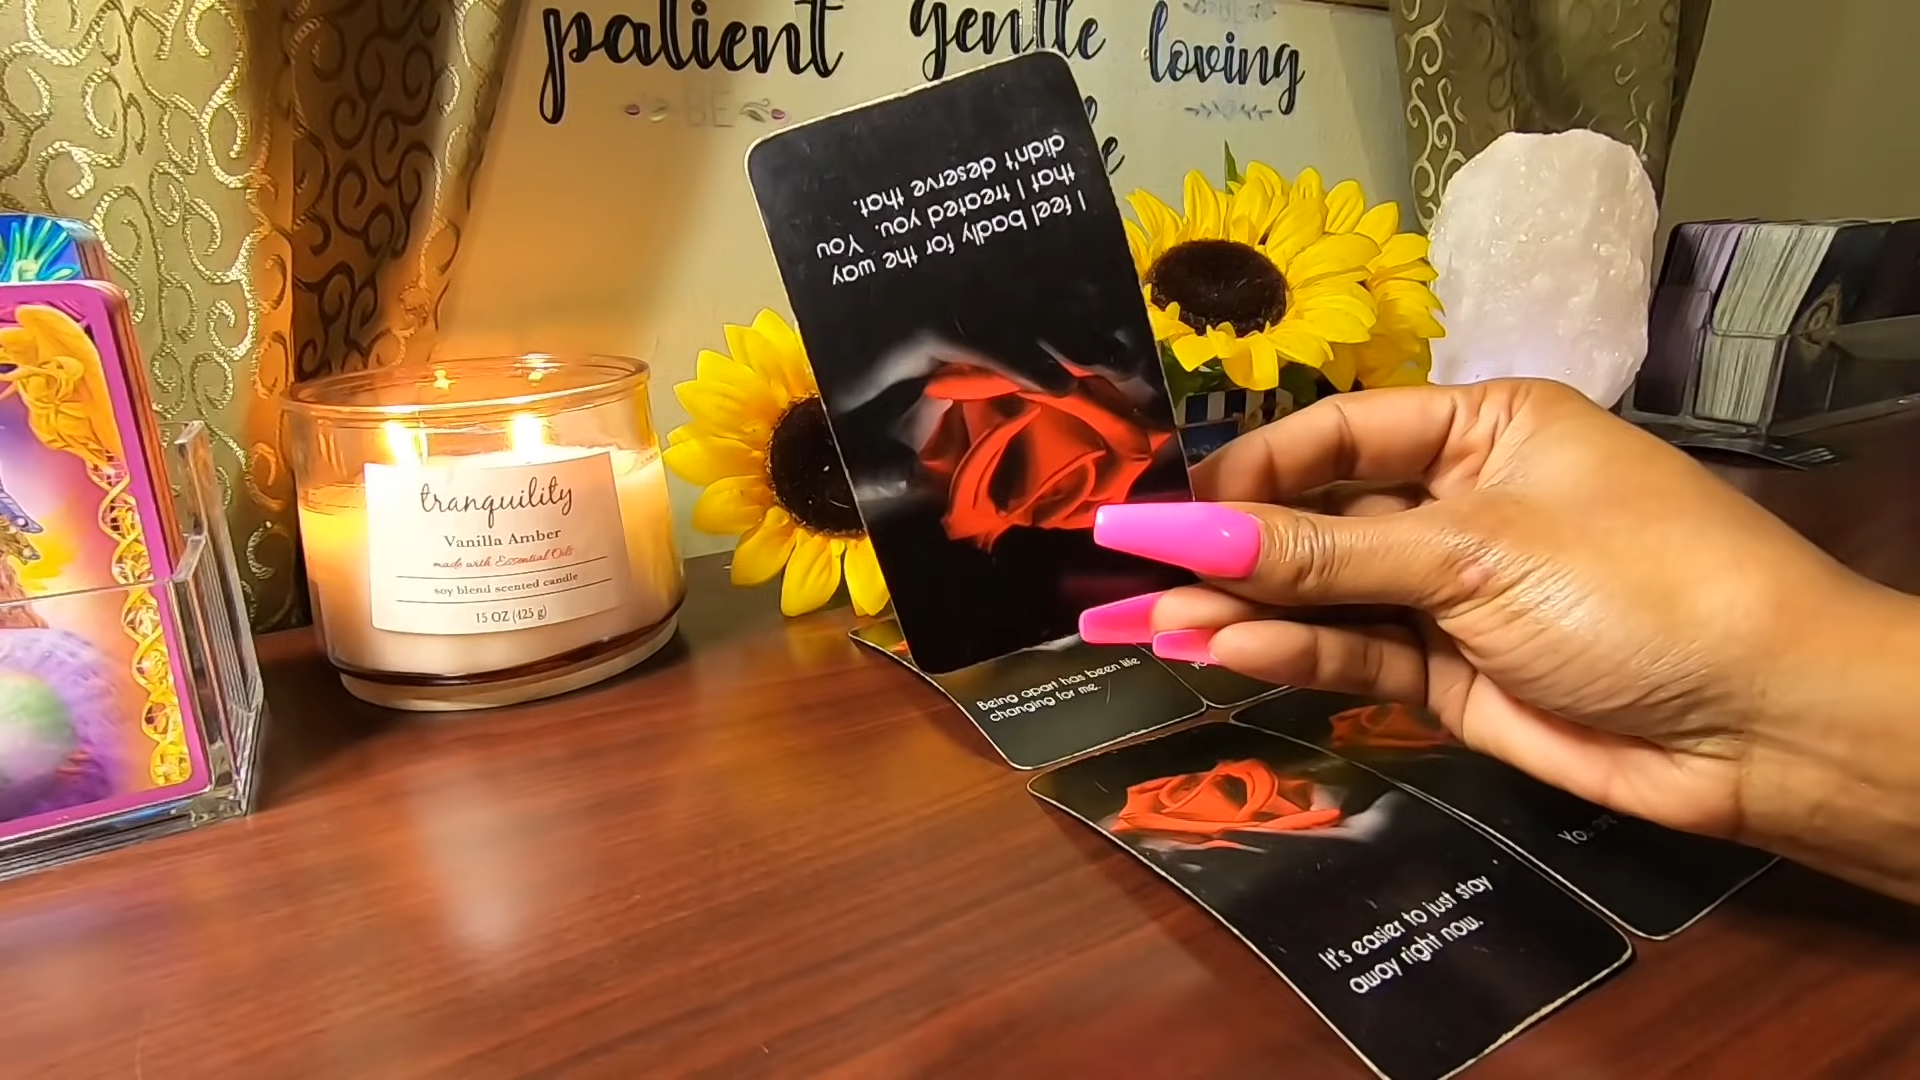 patient gentle loving
BE
tranquility
Vanilla Amber
made with Essential Oils
soy blend scented candle
15 OZ (425 g)
I feel badly for the way
that I treated you. You
didn't deserve that.
Being apart has been life
changing for me.
It's easier to just stay
away right now.